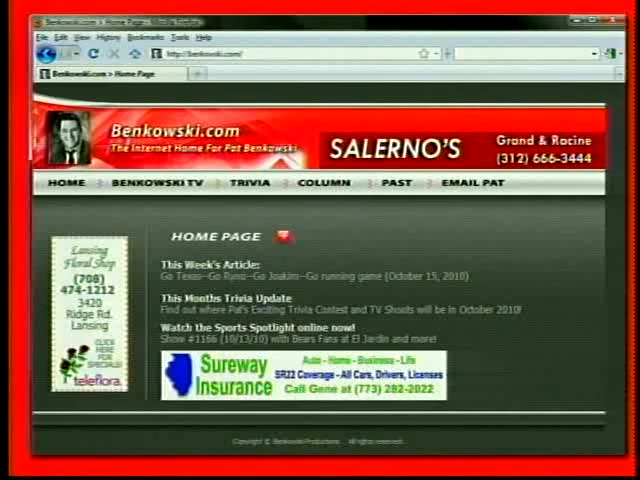 Benkowski.com > Home Page
File Edit View History Bookmarks Tools Help
http://benkowski.com/
Benkowski.com > Home Page
Benkowski.com
The Internet Home For Pat Benkowski
SALERNO'S
Grand & Racine
(312) 666-3444
HOME
BENKOWSKI TV
TRIVIA
COLUMN
PAST
EMAIL PAT
HOME PAGE
Lansing
Floral Shop
(708)
474-1212
3420
Ridge Rd.
Lansing
CLICK
HERE
FOR
SPECIALS!
teleflora.
This Week's Article:
Go Texas--Go Ryno--Go Joakim--Go running game (October 15, 2010)
This Months Trivia Update
Find out where Pat's Exciting Trivia Contest and TV Shoots will be in October 2010!
Watch the Sports Spotlight online now!
Show #1166 (10/13/10) with Bears Fans at El Jardin and more!
Sureway
Insurance
Auto - Home - Business - Life
SR22 Coverage - All Cars, Drivers, Licenses
Call Gene at (773) 282-2022
Copyright © Benkowski Productions. All rights reserved.